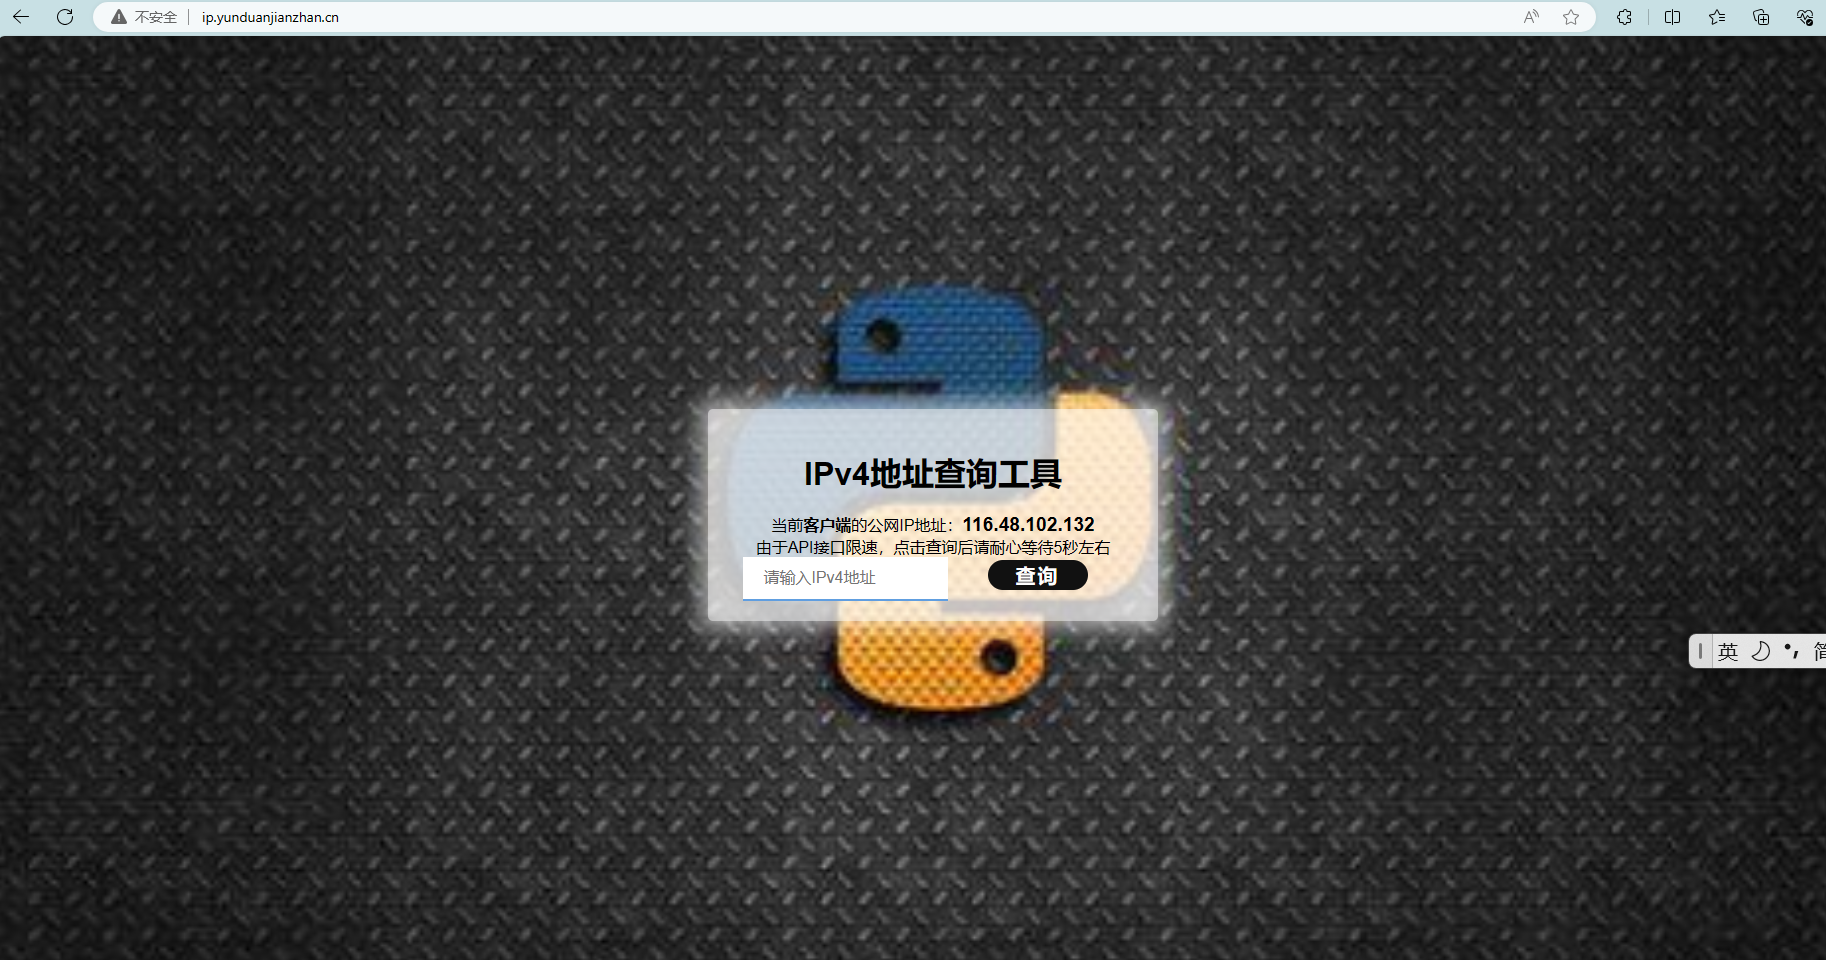 不安全 ip.yunduanjianzhan.cn
IPv4地址查询工具
当前客户端的公网IP地址：116.48.102.132
由于API接口限速，点击查询后请耐心等待5秒左右
请输入IPv4地址 查询
英 简